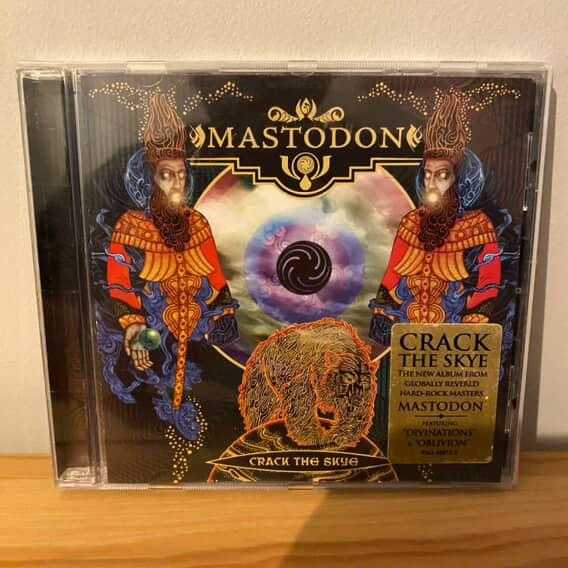 MASTODON
CRACK THE SKYE
CRACK
THE SKYE
THE NEW ALBUM FROM
GLOBALLY REVERED
HARD-ROCK MASTERS
MASTODON
FEATURING
"DIVINATIONS"
& "OBLIVION"